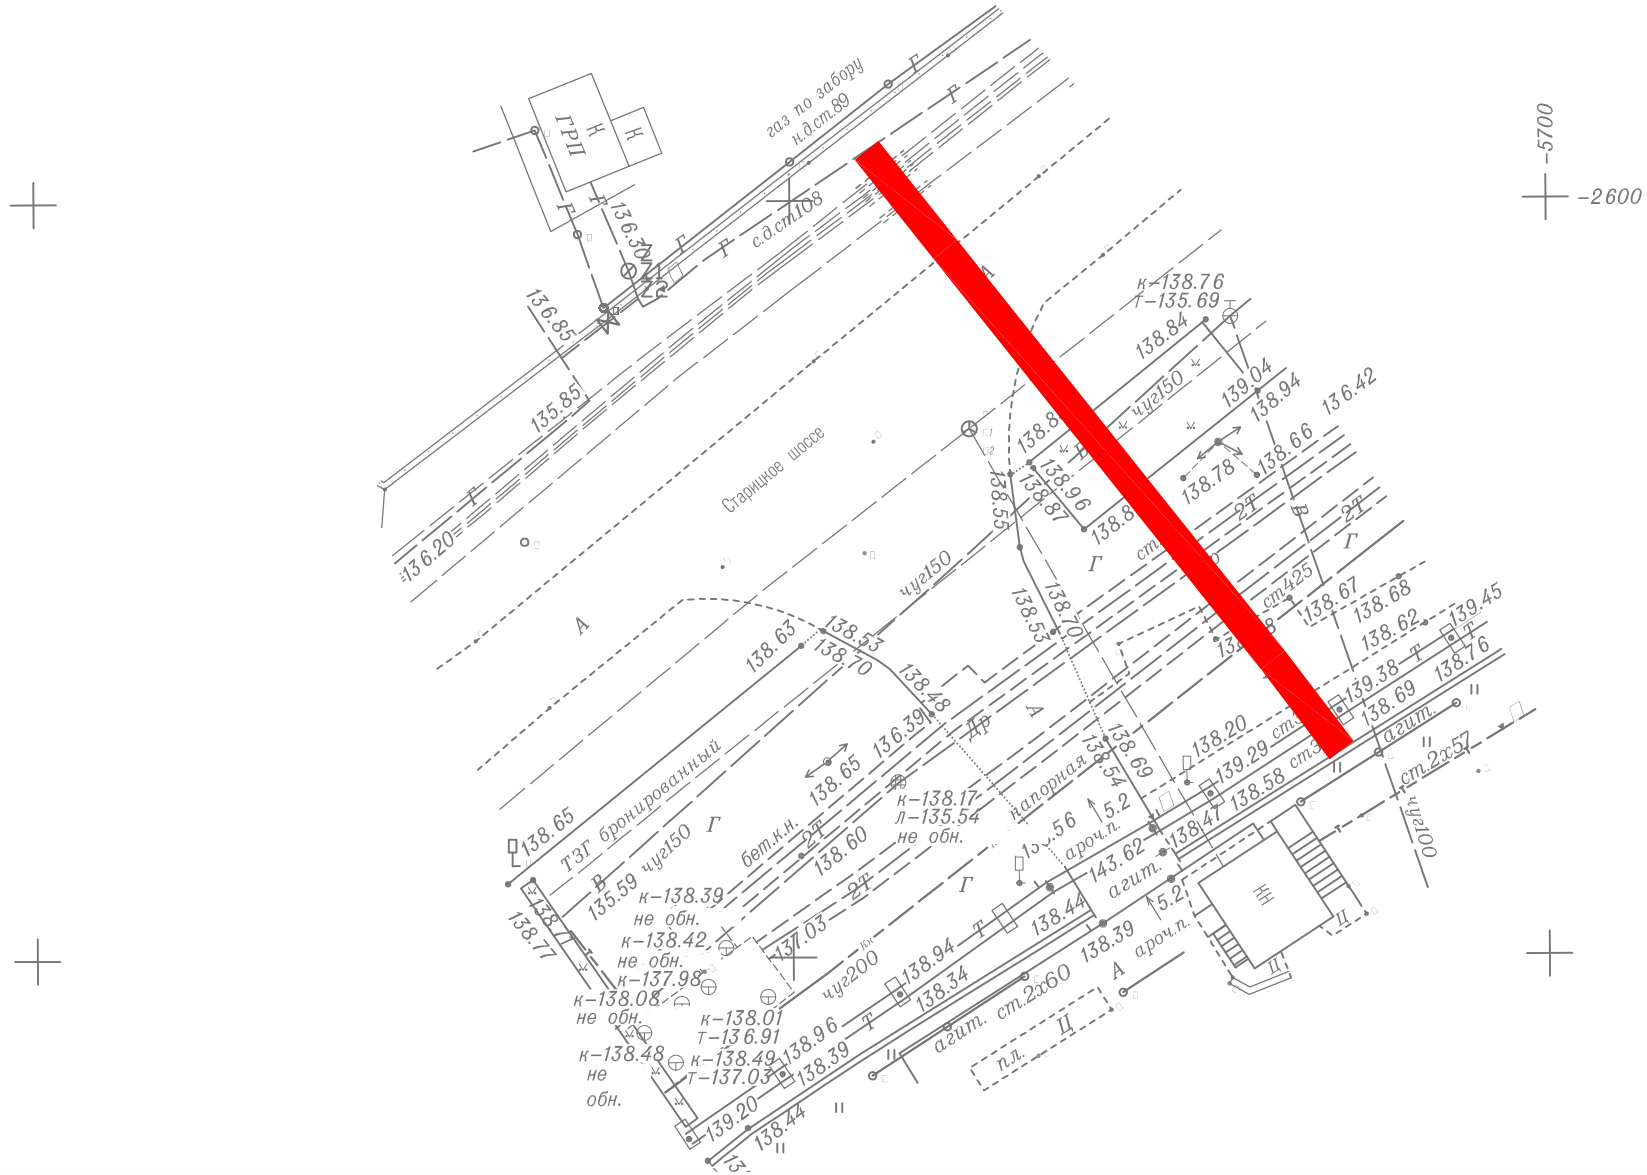 газ по забору
н.д.ст.89
Г
Г
-5700
-2600
ГРП
К
К
с.д.ст108
Г
Г
Г
Г
136.30
Z1
Z2
136.85
135.85
к-138.76
т-135.69
138.84
139.04
138.94
чуг150
136.42
А
Старицкое шоссе
138.66
138.78
138.96
138.87
138.55
В
2Т
2Т
В
Г
Г
Г
136.20
чуг150
Г
ст425
138.67
138.68
138.62
139.45
138.53
138.70
А
138.63
138.53
138.70
138.48
Т
Т
138.76
139.38
138.69
агит.
136.39
Др
А
138.20
138.69
138.54
139.29
138.58
ст.2х57
чуг100
138.65
138.65
ТЗГ бронированный
напорная
к-138.17
Л-135.54
не обн.
Г
бет.к.н.
2Т
138.60
чуг150
В
135.59
5.2
ароч.п.
143.62
138.47
агит.
КН
2Т
Г
138.77
к-138.39
не обн.
к-138.42
не обн.
к-137.98
к-138.08
не обн.
к-138.01
т-136.91
к-138.48
не
обн.
к-138.49
т-137.03
137.03
Кн
чуг200
Т
138.44
138.94
138.34
138.39
5.2
ароч.п.
А
Ц
Ц
агит. ст.2х60
Ц
пл.
138.96
Т
138.39
139.20
138.44